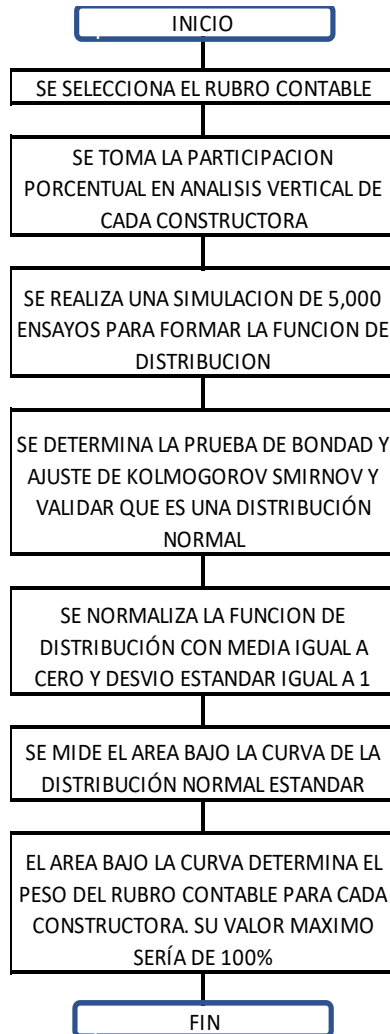 INICIO
SE SELECCIONA EL RUBRO CONTABLE
SE TOMA LA PARTICIPACION
PORCENTUAL EN ANALISIS VERTICAL DE
CADA CONSTRUCTORA
SE REALIZA UNA SIMULACION DE 5,000
ENSAYOS PARA FORMAR LA FUNCION DE
DISTRIBUCION
SE DETERMINA LA PRUEBA DE BONDAD Y
AJUSTE DE KOLMOGOROV SMIRNOV Y
VALIDAR QUE ES UNA DISTRIBUCIÓN
NORMAL
SE NORMALIZA LA FUNCION DE
DISTRIBUCIÓN CON MEDIA IGUAL A
CERO Y DESVIO ESTANDAR IGUAL A 1
SE MIDE EL AREA BAJO LA CURVA DE LA
DISTRIBUCIÓN NORMAL ESTANDAR
EL AREA BAJO LA CURVA DETERMINA EL
PESO DEL RUBRO CONTABLE PARA CADA
CONSTRUCTORA. SU VALOR MAXIMO
SERÍA DE 100%
FIN